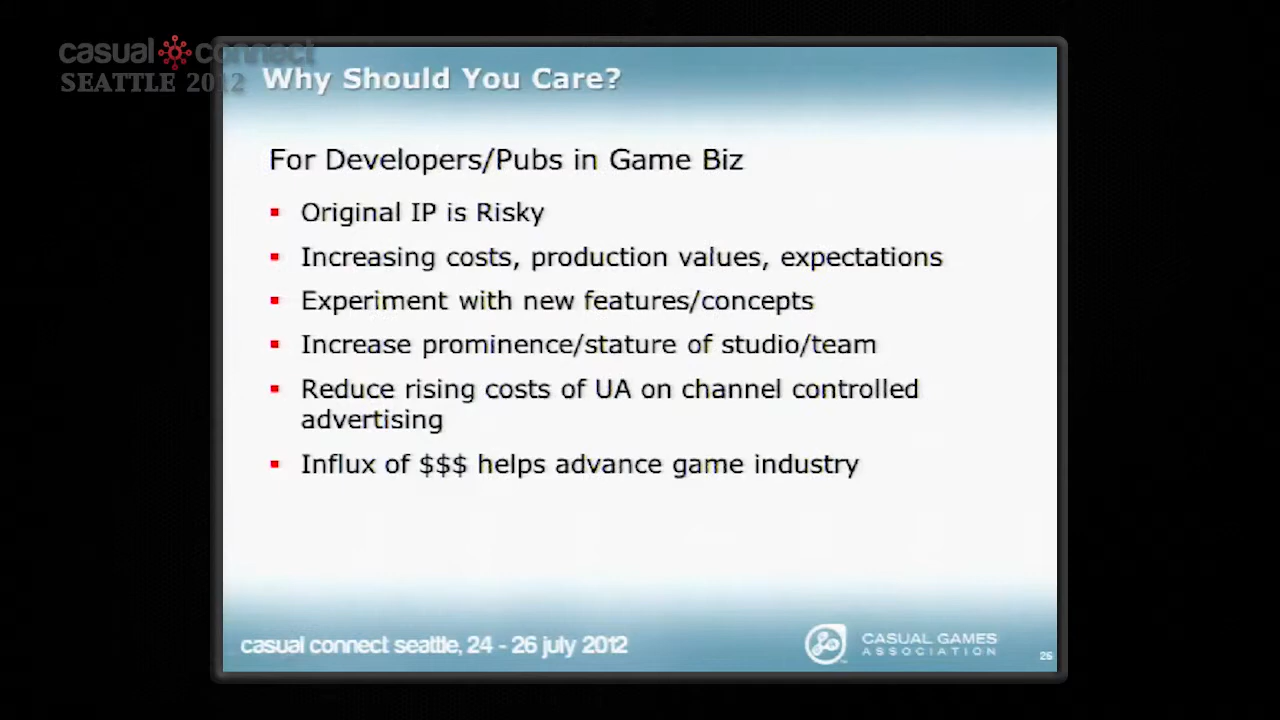 casual connect
SEATTLE 2012
Why Should You Care?
For Developers/Pubs in Game Biz
Original IP is Risky
Increasing costs, production values, expectations
Experiment with new features/concepts
Increase prominence/stature of studio/team
Reduce rising costs of UA on channel controlled
advertising
Influx of $$$ helps advance game industry
casual connect seattle, 24 - 26 july 2012
CASUAL GAMES
ASSOCIATION
26